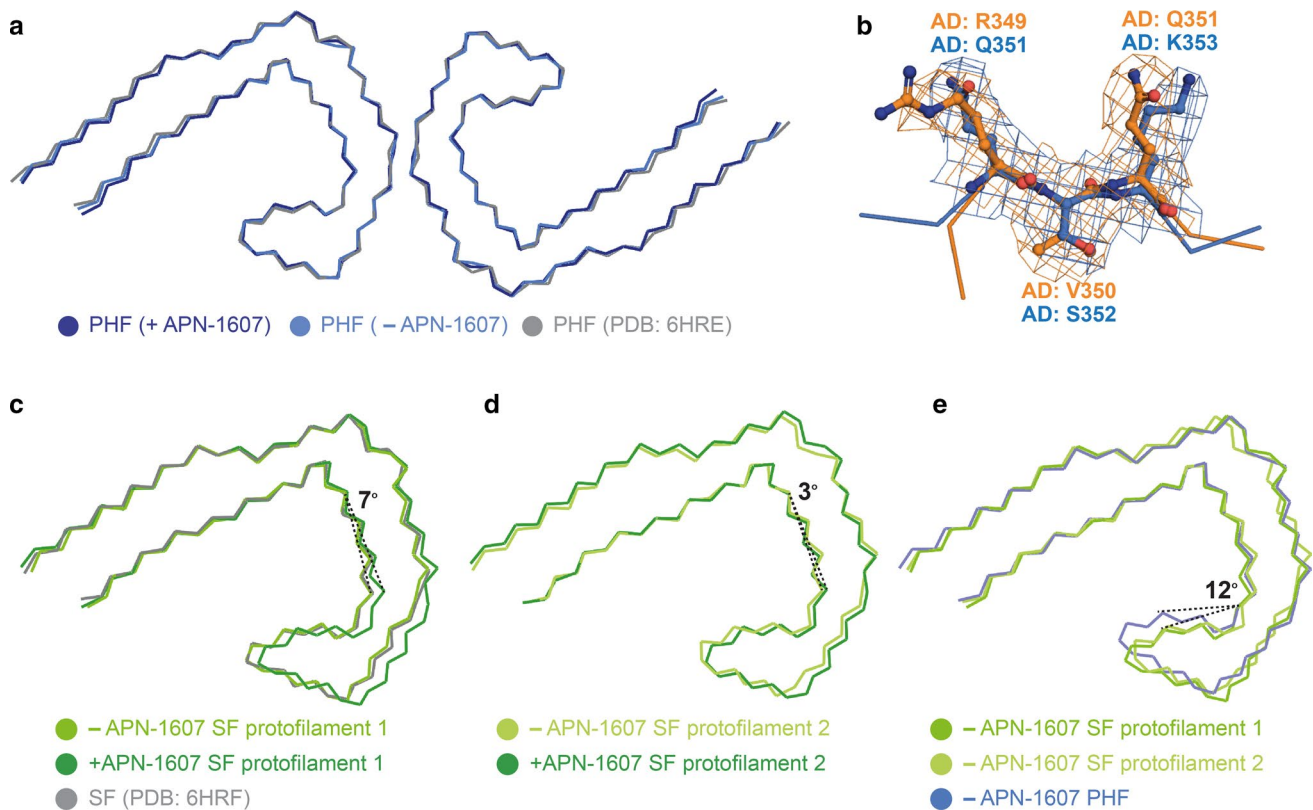 a
b
AD: R349
AD: Q351
AD: Q351
AD: K353
AD: V350
AD: S352
PHF (+ APN-1607) PHF ( – APN-1607) PHF (PDB: 6HRE)
c
d
e
7°
3°
12°
– APN-1607 SF protofilament 1
+APN-1607 SF protofilament 1
SF (PDB: 6HRF)
– APN-1607 SF protofilament 2
+APN-1607 SF protofilament 2
– APN-1607 SF protofilament 1
– APN-1607 SF protofilament 2
– APN-1607 PHF